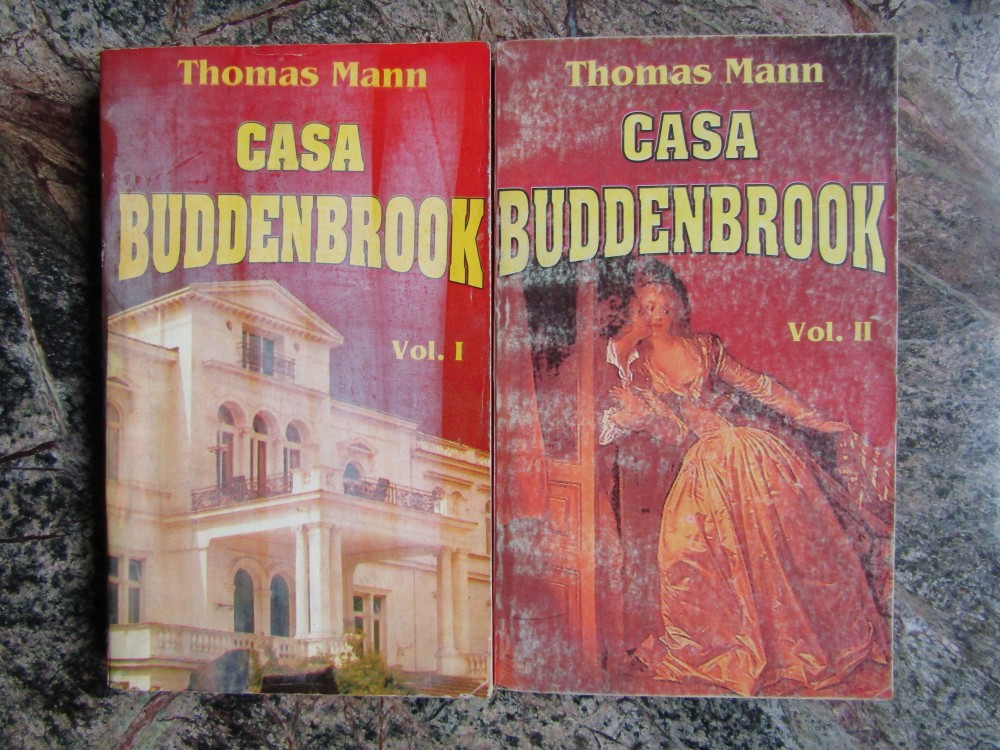 Thomas Mann
CASA
BUDDENBROOK
Vol. I
Thomas Mann
CASA
BUDDENBROOK
Vol. II